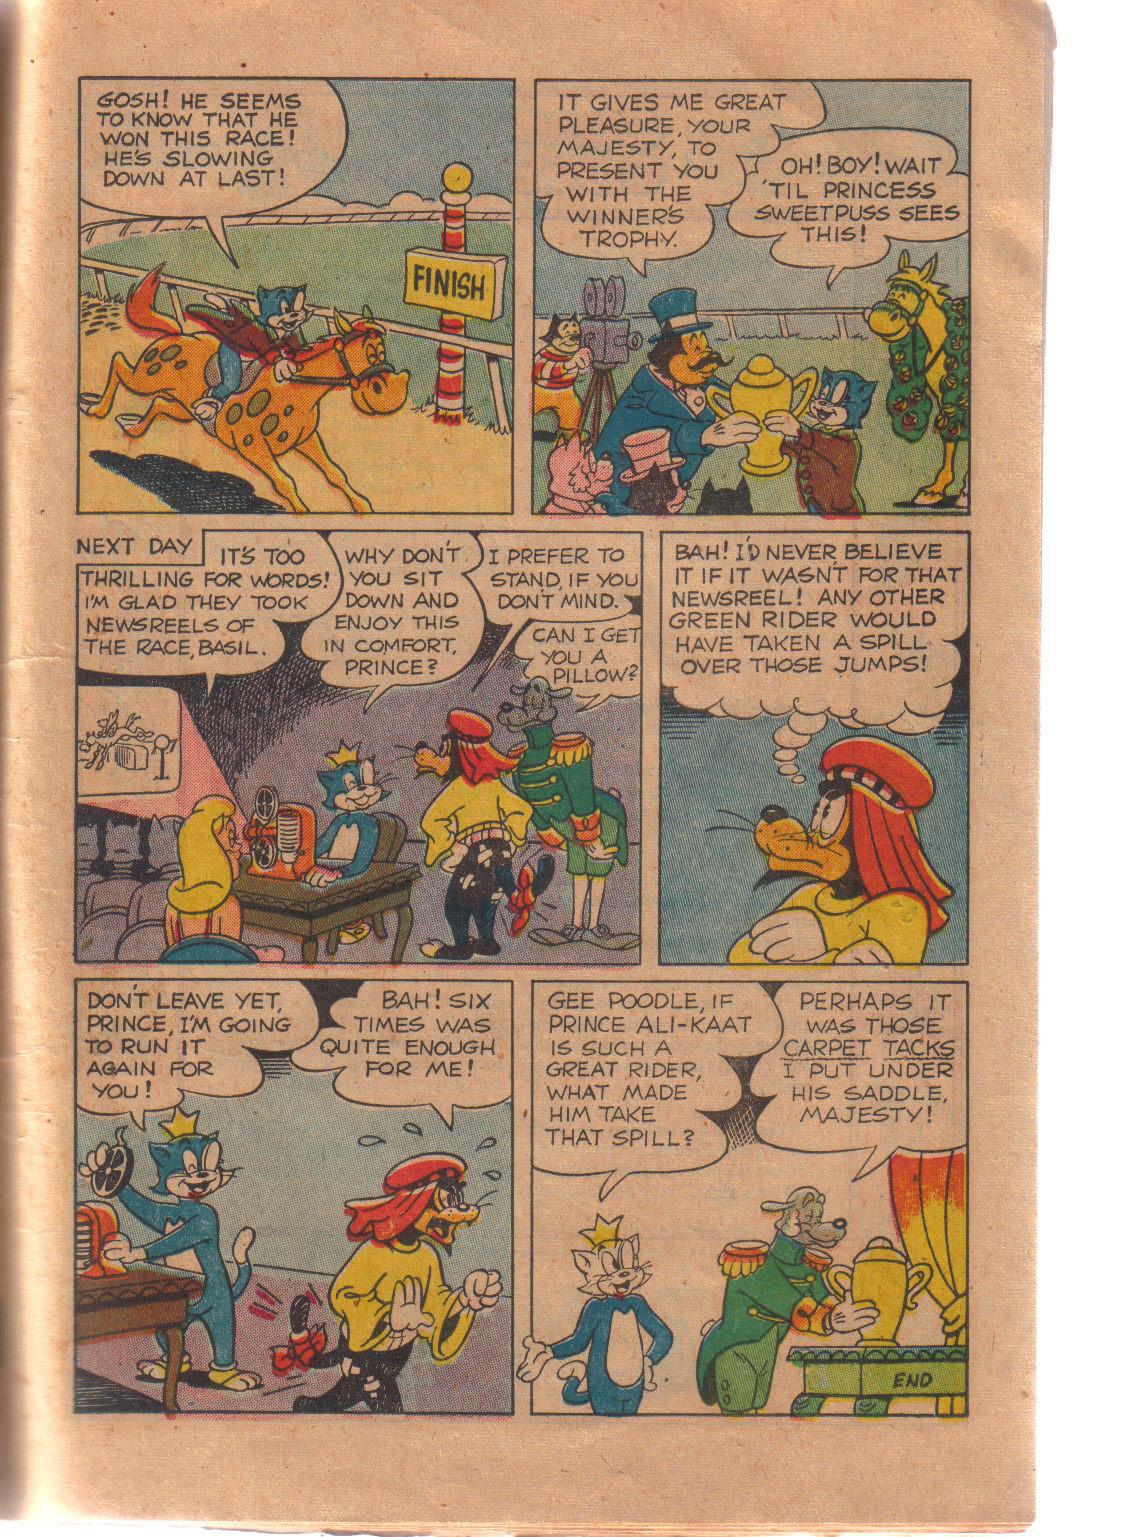 GOSH! HE SEEMS
TO KNOW THAT HE
WON THIS RACE!
HE'S SLOWING
DOWN AT LAST!
FINISH
IT GIVES ME GREAT
PLEASURE, YOUR
MAJESTY, TO
PRESENT YOU
WITH THE
WINNER'S
TROPHY.
OH! BOY! WAIT
'TIL PRINCESS
SWEETPUSS SEES
THIS!
NEXT DAY
IT'S TOO
THRILLING FOR WORDS!
I'M GLAD THEY TOOK
NEWSREELS OF
THE RACE, BASIL.
WHY DON'T
YOU SIT
DOWN AND
ENJOY THIS
IN COMFORT,
PRINCE?
I PREFER TO
STAND, IF YOU
DON'T MIND.
CAN I GET
YOU A
PILLOW?
BAH! I'D NEVER BELIEVE
IT IF IT WASN'T FOR THAT
NEWSREEL! ANY OTHER
GREEN RIDER WOULD
HAVE TAKEN A SPILL
OVER THOSE JUMPS!
DON'T LEAVE YET,
PRINCE, I'M GOING
TO RUN IT
AGAIN FOR
YOU!
BAH! SIX
TIMES WAS
QUITE ENOUGH
FOR ME!
GEE POODLE, IF
PRINCE ALI-KAAT
IS SUCH A
GREAT RIDER,
WHAT MADE
HIM TAKE
THAT SPILL?
PERHAPS IT
WAS THOSE
CARPET TACKS
I PUT UNDER
HIS SADDLE,
MAJESTY!
END